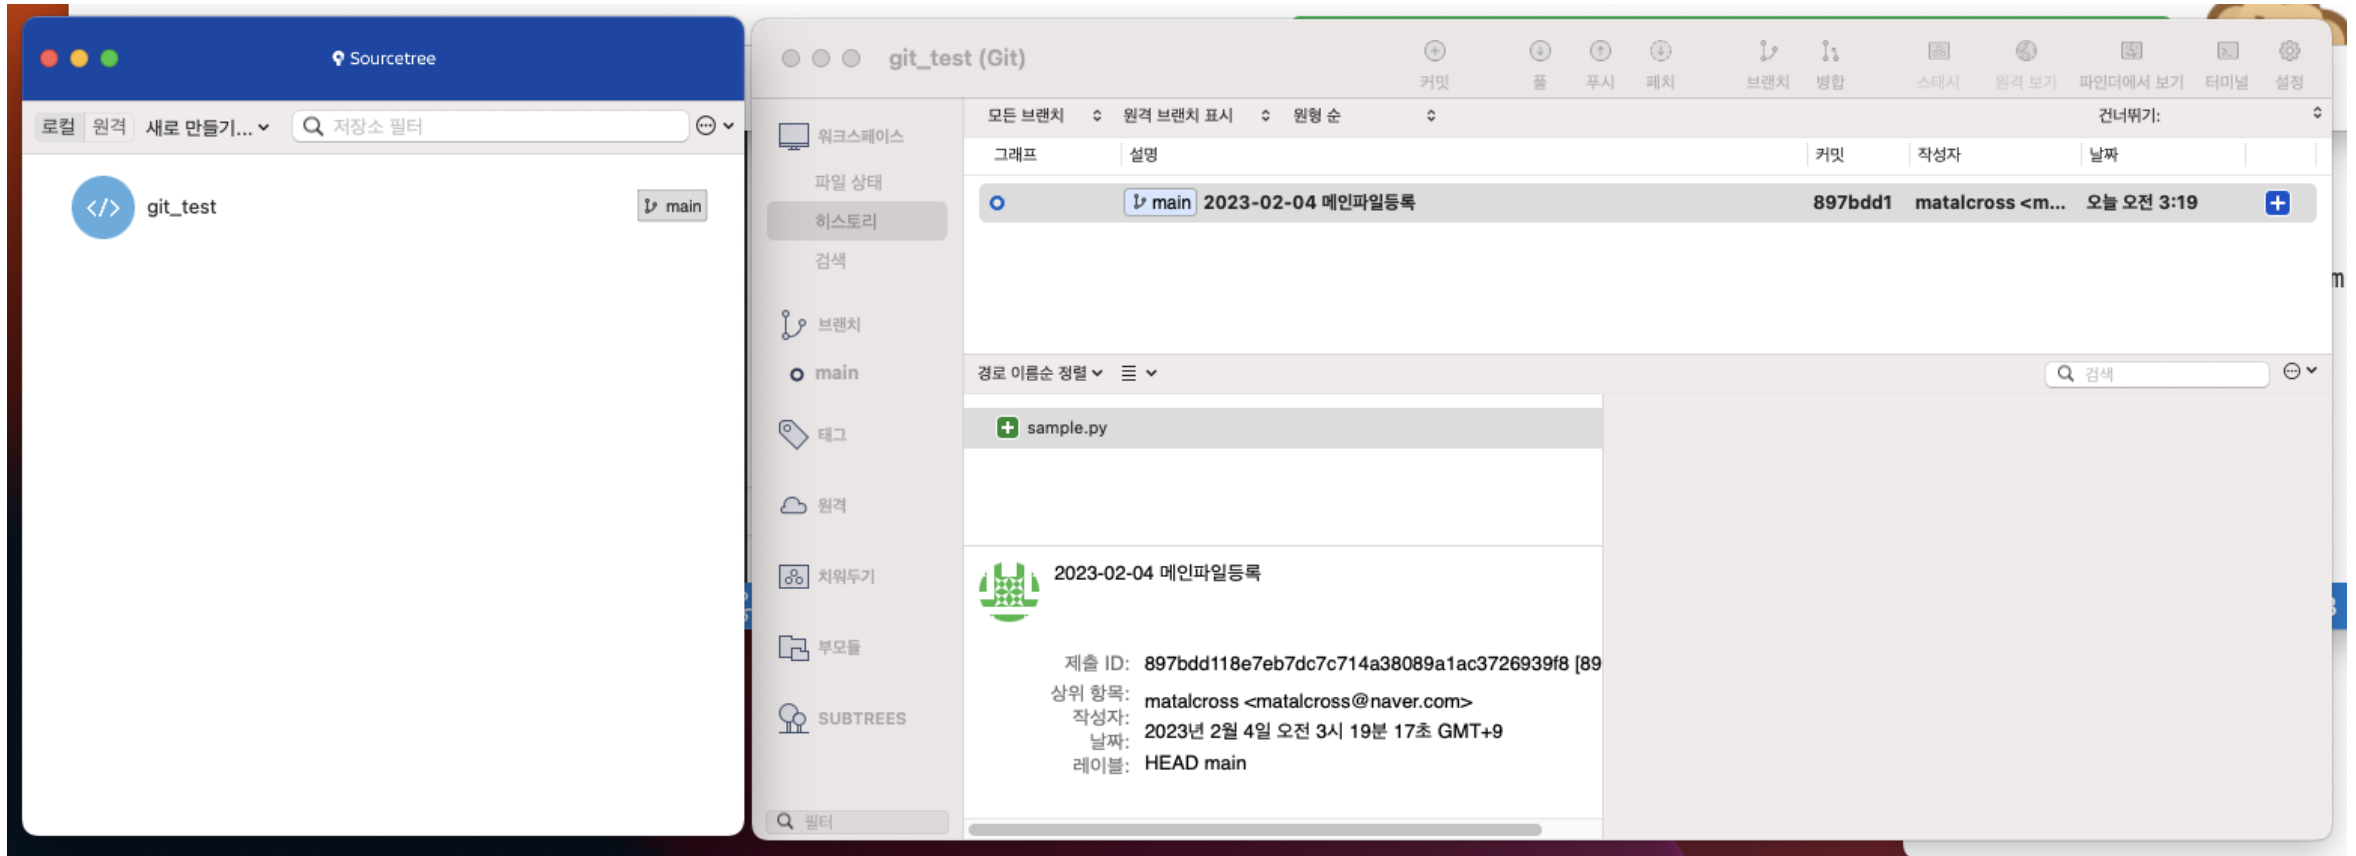 Sourcetree
로컬 원격 새로 만들기... 저장소 필터
git_test main
git_test (Git)
커밋 풀 푸시 페치 브랜치 병합 스태시 원격 보기 파인더에서 보기 터미널 설정
워크스페이스
파일 상태
히스토리
검색
브랜치
main
태그
원격
치워두기
부모듈
SUBTREES
필터
모든 브랜치 원격 브랜치 표시 원형 순 건너뛰기:
그래프 설명 커밋 작성자 날짜
main 2023-02-04 메인파일등록 897bdd1 matalcross <m... 오늘 오전 3:19
경로 이름순 정렬 검색
sample.py
2023-02-04 메인파일등록
제출 ID: 897bdd118e7eb7dc7c714a38089a1ac3726939f8 [89
상위 항목:
작성자: matalcross <matalcross@naver.com>
날짜: 2023년 2월 4일 오전 3시 19분 17초 GMT+9
레이블: HEAD main